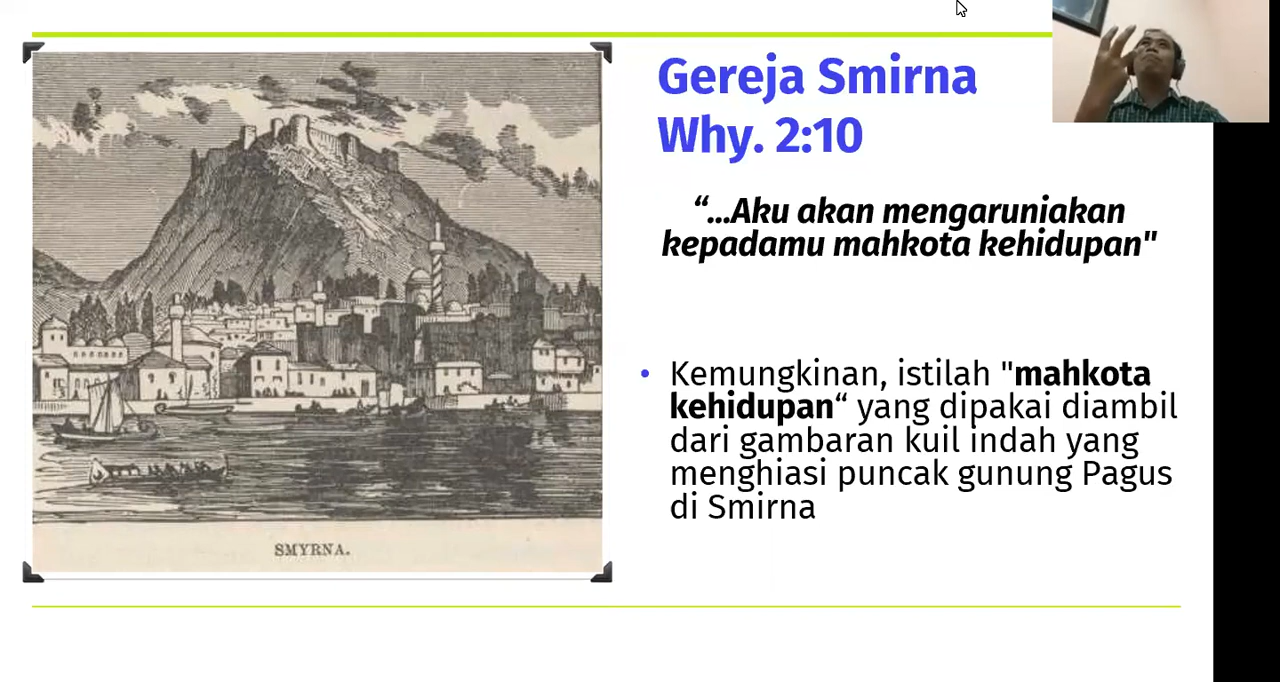 Gereja Smirna
Why. 2:10
“...Aku akan mengaruniakan
kepadamu mahkota kehidupan"
• Kemungkinan, istilah "mahkota
kehidupan“ yang dipakai diambil
dari gambaran kuil indah yang
menghiasi puncak gunung Pagus
di Smirna
SMYRNA.